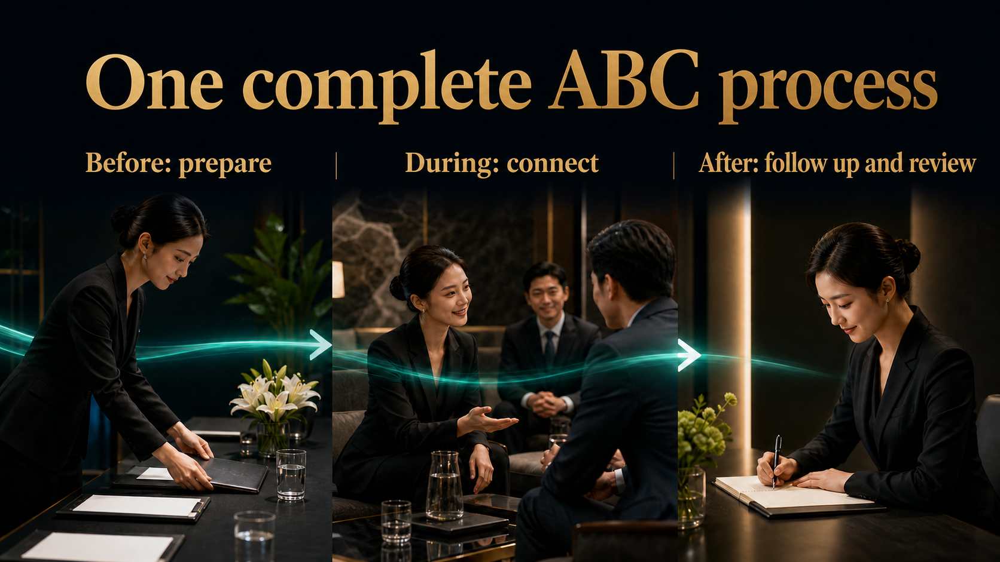 One complete ABC process
Before: prepare
During: connect
After: follow up and review